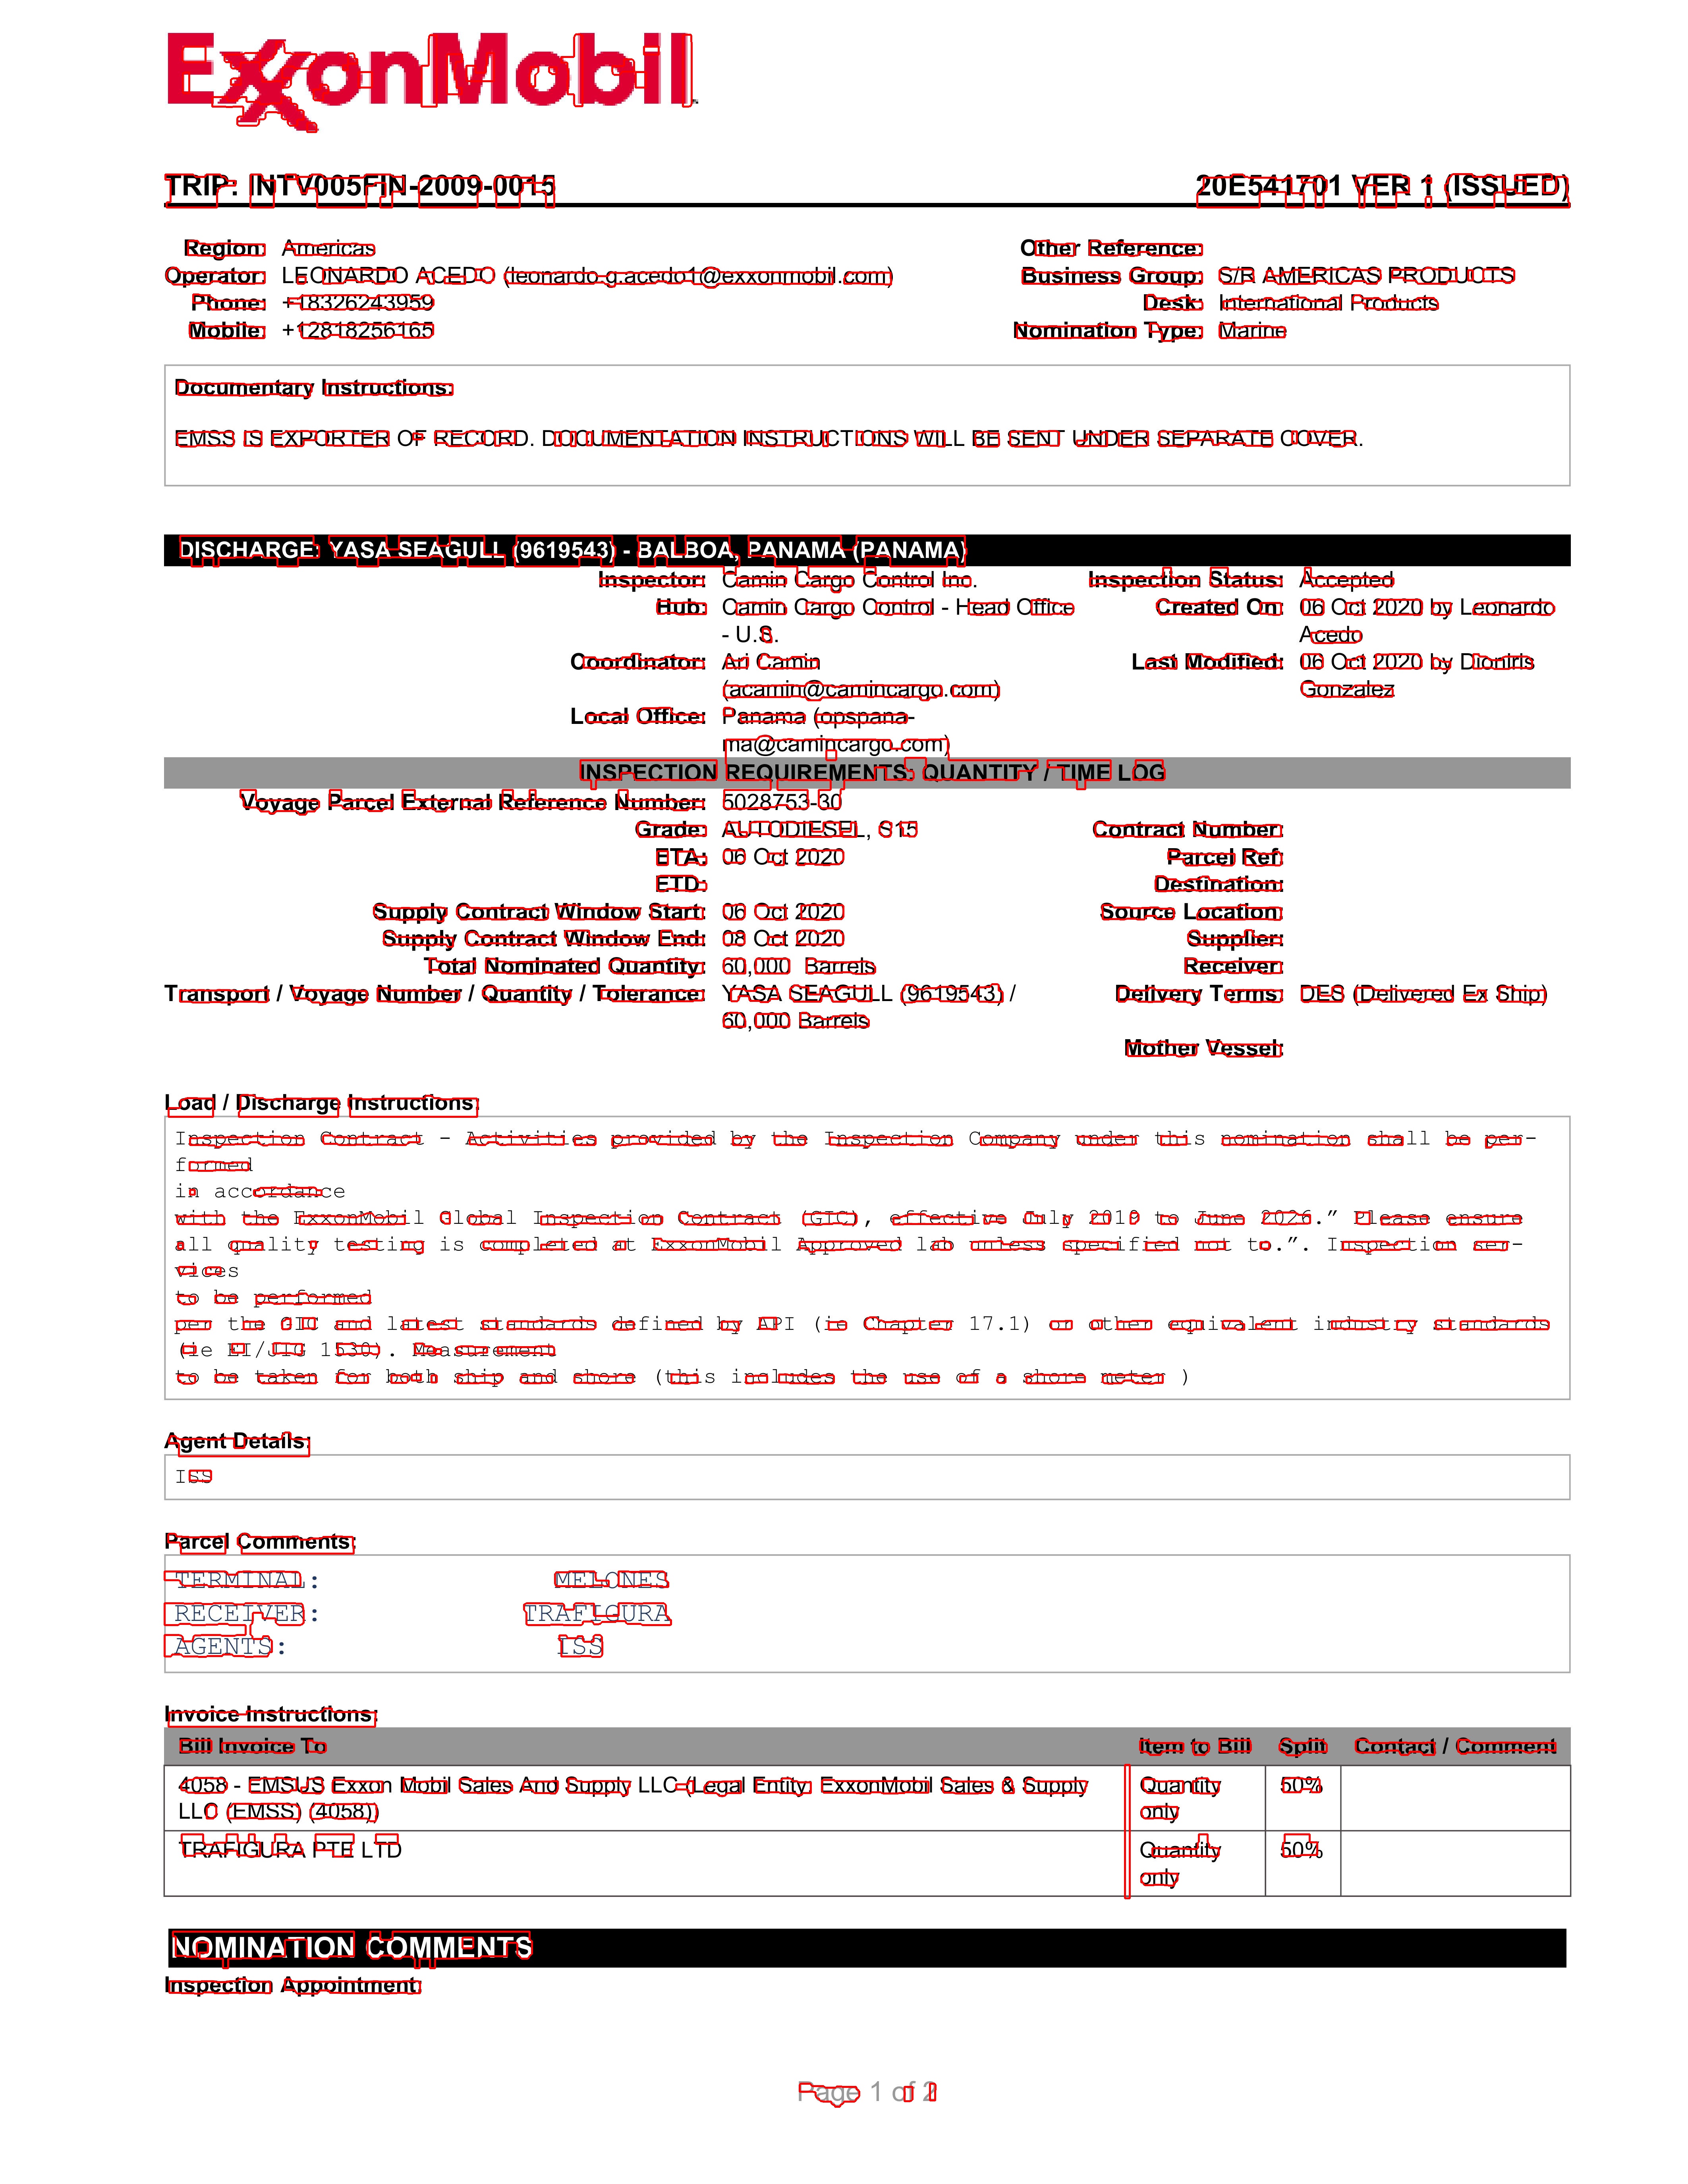 ExxonMobil
TRIP: INTV005FIN-2009-0015 20E541701 VER 1 (ISSUED)
Region: Americas Other Reference:
Operator: LEONARDO ACEDO (leonardo-g.acedo1@exxonmobil.com) Business Group: S/R AMERICAS PRODUCTS
Phone: +18326243959 Desk: International Products
Mobile: +12818256165 Nomination Type: Marine
Documentary Instructions:
EMSS IS EXPORTER OF RECORD. DOCUMENTATION INSTRUCTIONS WILL BE SENT UNDER SEPARATE COVER.
DISCHARGE: YASA SEAGULL (9619543) - BALBOA, PANAMA (PANAMA)
Inspector: Camin Cargo Control Inc. Inspection Status: Accepted
Hub: Camin Cargo Control - Head Office Created On: 06 Oct 2020 by Leonardo
- U.S. Acedo
Coordinator: Ari Camin Last Modified: 06 Oct 2020 by Dioniris
(acamin@camincargo.com) Gonzalez
Local Office: Panama (opspana-
ma@camincargo.com)
INSPECTION REQUIREMENTS: QUANTITY / TIME LOG
Voyage Parcel External Reference Number: 5028753-30
Grade: AUTODIESEL, S15 Contract Number:
ETA: 06 Oct 2020 Parcel Ref:
ETD: Destination:
Supply Contract Window Start: 06 Oct 2020 Source Location:
Supply Contract Window End: 08 Oct 2020 Supplier:
Total Nominated Quantity: 60,000 Barrels Receiver:
Transport / Voyage Number / Quantity / Tolerance: YASA SEAGULL (9619543) / Delivery Terms: DES (Delivered Ex Ship)
60,000 Barrels
Mother Vessel:
Load / Discharge Instructions:
Inspection Contract - Activities provided by the Inspection Company under this nomination shall be per-
formed
in accordance
with the ExxonMobil Global Inspection Contract (GIC), effective July 2019 to June 2026.” Please ensure
all quality testing is completed at ExxonMobil Approved lab unless specified not to.”. Inspection ser-
vices
to be performed
per the GIC and latest standards defined by API (ie Chapter 17.1) or other equivalent industry standards
(ie EI/JIG 1530). Measurement
to be taken for both ship and shore (this includes the use of a shore meter )
Agent Details:
ISS
Parcel Comments:
TERMINAL: MELONES
RECEIVER: TRAFIGURA
AGENTS: ISS
Invoice Instructions:
Bill Invoice To Item to Bill Split Contact / Comment
4058 - EMSUS Exxon Mobil Sales And Supply LLC-(Legal Entity: ExxonMobil Sales & Supply Quantity 50%
LLC (EMSS) (4058)) only
TRAFIGURA PTE LTD Quantity 50%
only
NOMINATION COMMENTS
Inspection Appointment:
Page 1 of 2